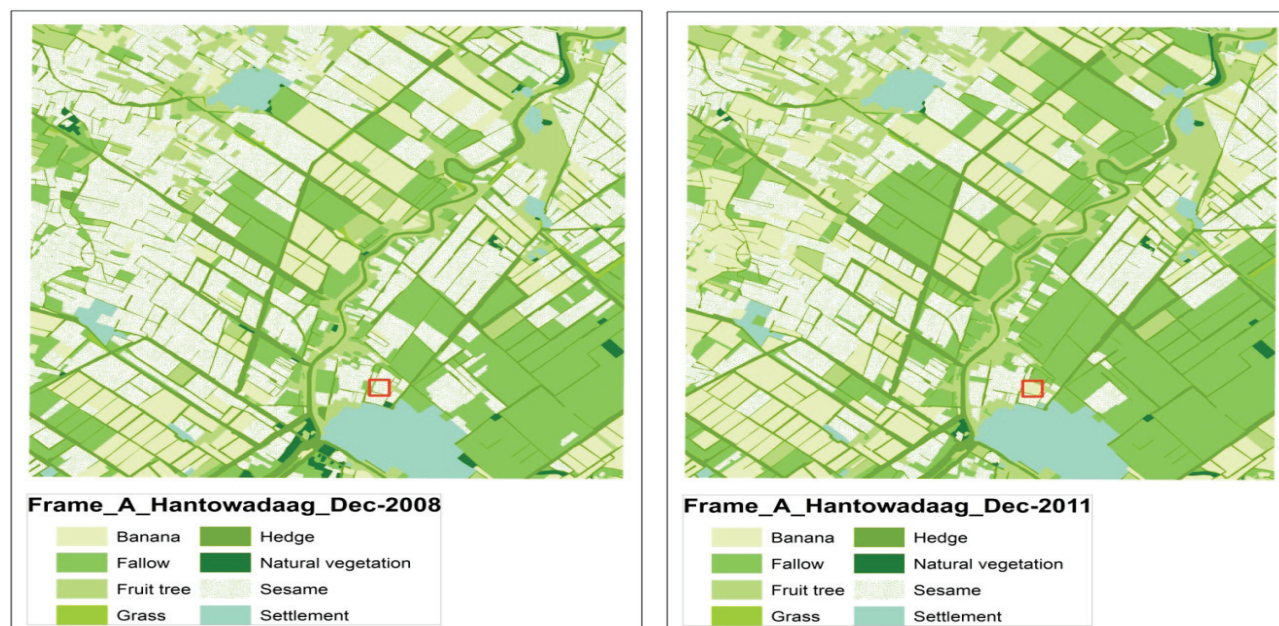 Frame_A_Hantowadaag_Dec-2008
Banana
Hedge
Fallow
Natural vegetation
Fruit tree
Sesame
Grass
Settlement
Frame_A_Hantowadaag_Dec-2011
Banana
Hedge
Fallow
Natural vegetation
Fruit tree
Sesame
Grass
Settlement